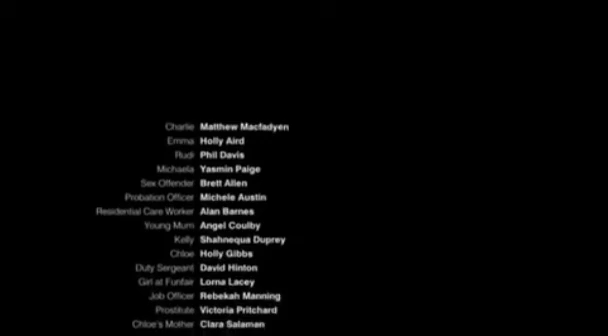 Charlie Matthew Macfadyen
Emma Holly Aird
Rudi Phil Davis
Michaela Yasmin Paige
Sex Offender Brett Allen
Probation Officer Michele Austin
Residential Care Worker Alan Barnes
Young Mum Angel Coulby
Kelly Shahnequa Duprey
Chloe Holly Gibbs
Duty Sergeant David Hinton
Girl at Funfair Lorna Lacey
Job Officer Rebekah Manning
Prostitute Victoria Pritchard
Chloe's Mother Clara Salaman